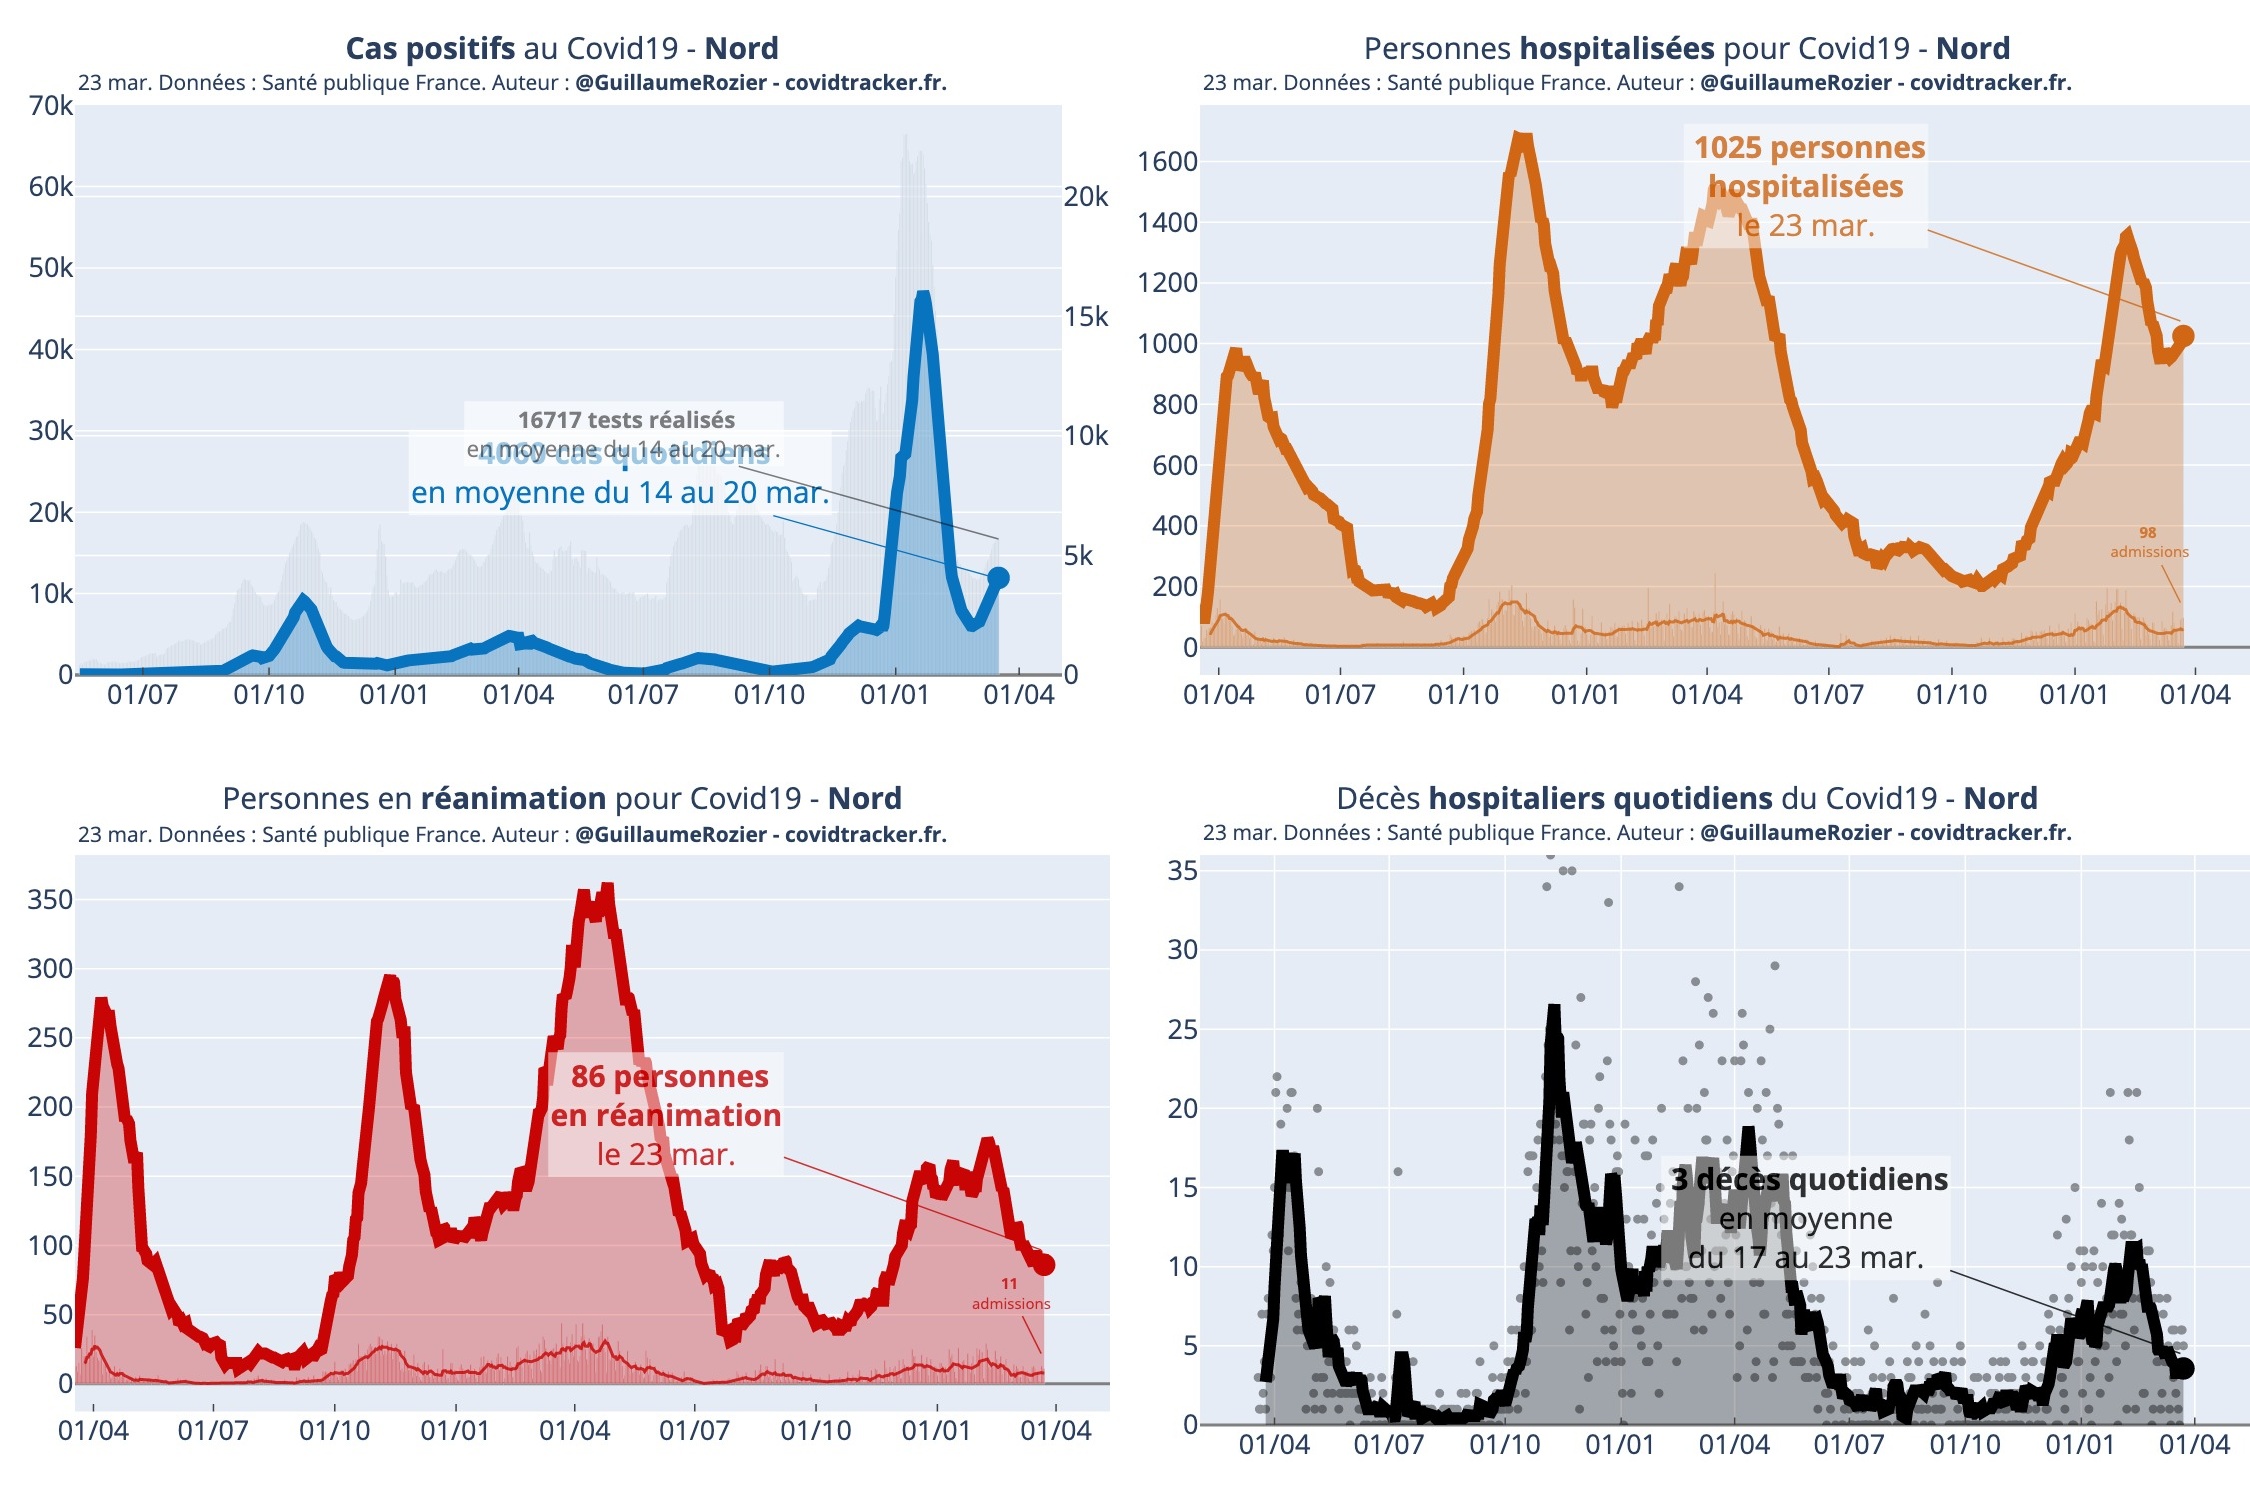 Cas positifs au Covid19 - Nord
23 mar. Données : Santé publique France. Auteur : @GuillaumeRozier - covidtracker.fr.
70k
60k
50k
40k
30k
20k
10k
0
20k
15k
10k
5k
0
16717 tests réalisés
en moyenne du 14 au 20 mar.
4060 cas quotidiens
en moyenne du 14 au 20 mar.
01/07 01/10 01/01 01/04 01/07 01/10 01/01 01/04
Personnes hospitalisées pour Covid19 - Nord
23 mar. Données : Santé publique France. Auteur : @GuillaumeRozier - covidtracker.fr.
1600
1400
1200
1000
800
600
400
200
0
1025 personnes
hospitalisées
le 23 mar.
98
admissions
01/04 01/07 01/10 01/01 01/04 01/07 01/10 01/01 01/04
Personnes en réanimation pour Covid19 - Nord
23 mar. Données : Santé publique France. Auteur : @GuillaumeRozier - covidtracker.fr.
350
300
250
200
150
100
50
0
86 personnes
en réanimation
le 23 mar.
11
admissions
01/04 01/07 01/10 01/01 01/04 01/07 01/10 01/01 01/04
Décès hospitaliers quotidiens du Covid19 - Nord
23 mar. Données : Santé publique France. Auteur : @GuillaumeRozier - covidtracker.fr.
35
30
25
20
15
10
5
0
3 décès quotidiens
en moyenne
du 17 au 23 mar.
01/04 01/07 01/10 01/01 01/04 01/07 01/10 01/01 01/04